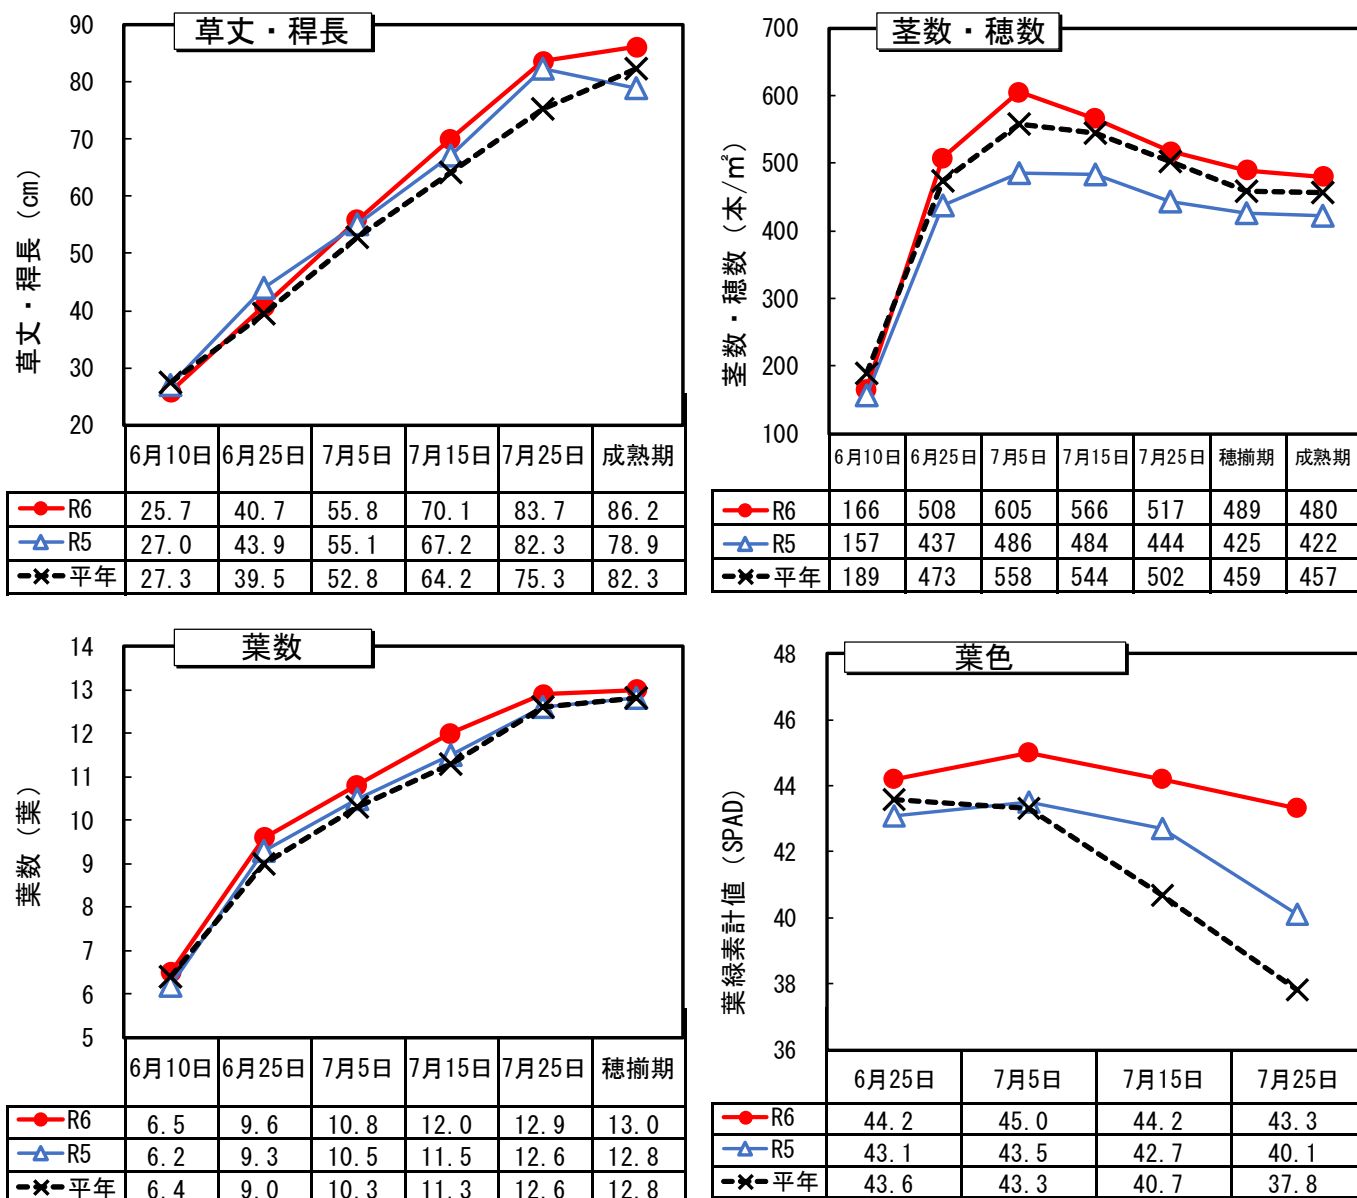 草丈・稈長
草丈・稈長 (㎝)
90
80
70
60
50
40
30
20
6月10日 6月25日 7月5日 7月15日 7月25日 成熟期
R6 25.7 40.7 55.8 70.1 83.7 86.2
R5 27.0 43.9 55.1 67.2 82.3 78.9
平年 27.3 39.5 52.8 64.2 75.3 82.3
茎数・穂数
茎数・穂数 (本/㎡)
700
600
500
400
300
200
100
6月10日 6月25日 7月5日 7月15日 7月25日 穂揃期 成熟期
R6 166 508 605 566 517 489 480
R5 157 437 486 484 444 425 422
平年 189 473 558 544 502 459 457
葉数
葉数 (葉)
14
13
12
11
10
9
8
7
6
5
6月10日 6月25日 7月5日 7月15日 7月25日 穂揃期
R6 6.5 9.6 10.8 12.0 12.9 13.0
R5 6.2 9.3 10.5 11.5 12.6 12.8
平年 6.4 9.0 10.3 11.3 12.6 12.8
葉色
葉緑素計値 (SPAD)
48
46
44
42
40
38
36
6月25日 7月5日 7月15日 7月25日
R6 44.2 45.0 44.2 43.3
R5 43.1 43.5 42.7 40.1
平年 43.6 43.3 40.7 37.8